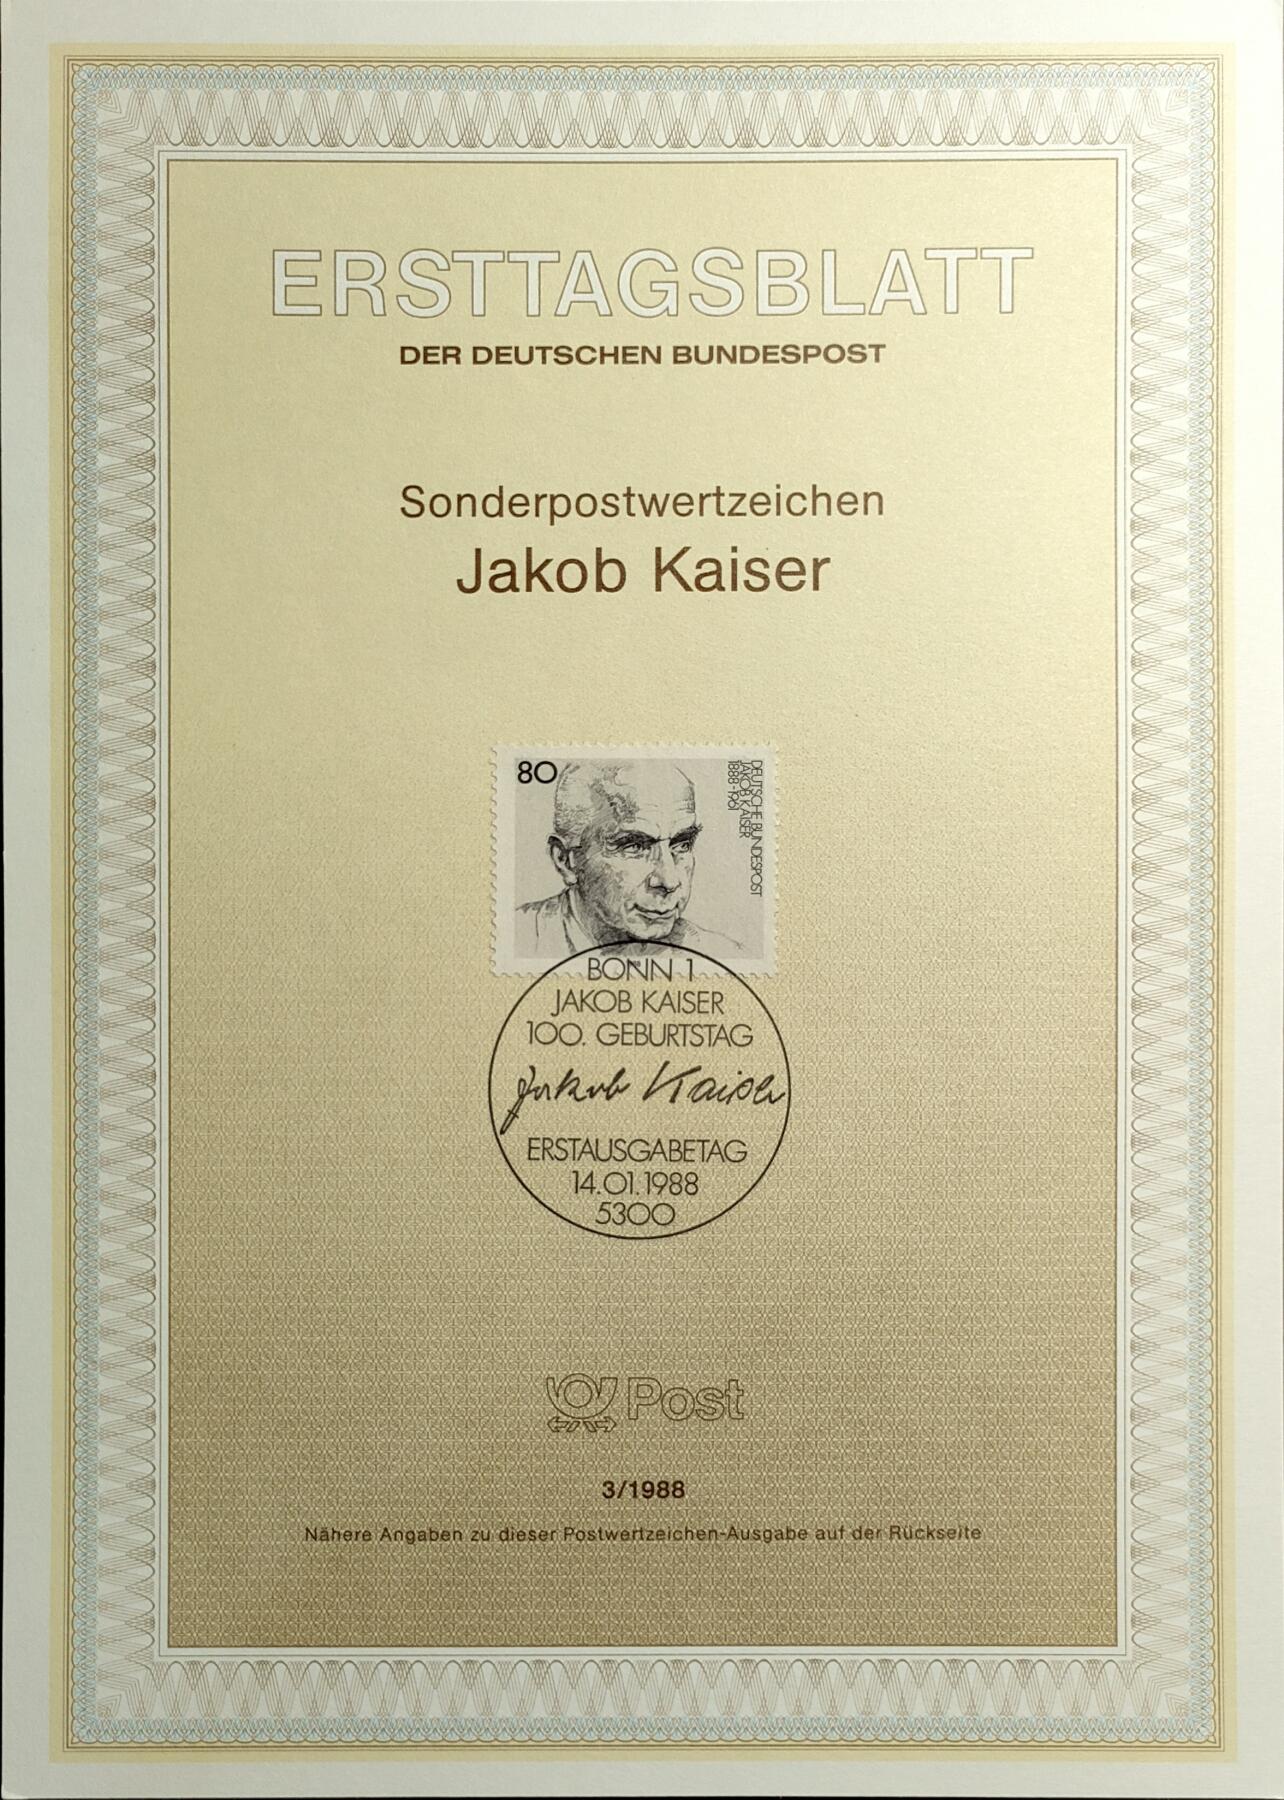 ERSTTAGSBLATT
DER DEUTSCHEN BUNDESPOST
Sonderpostwertzeichen
Jakob Kaiser
80
DEUTSCHE BUNDESPOST
JAKOB KAISER
1888-1961
BONN 1
JAKOB KAISER
100. GEBURTSTAG
Jakob Kaiser
ERSTAUSGABETAG
14.01.1988
5300
Post
3/1988
Nähere Angaben zu dieser Postwertzeichen-Ausgabe auf der Rückseite